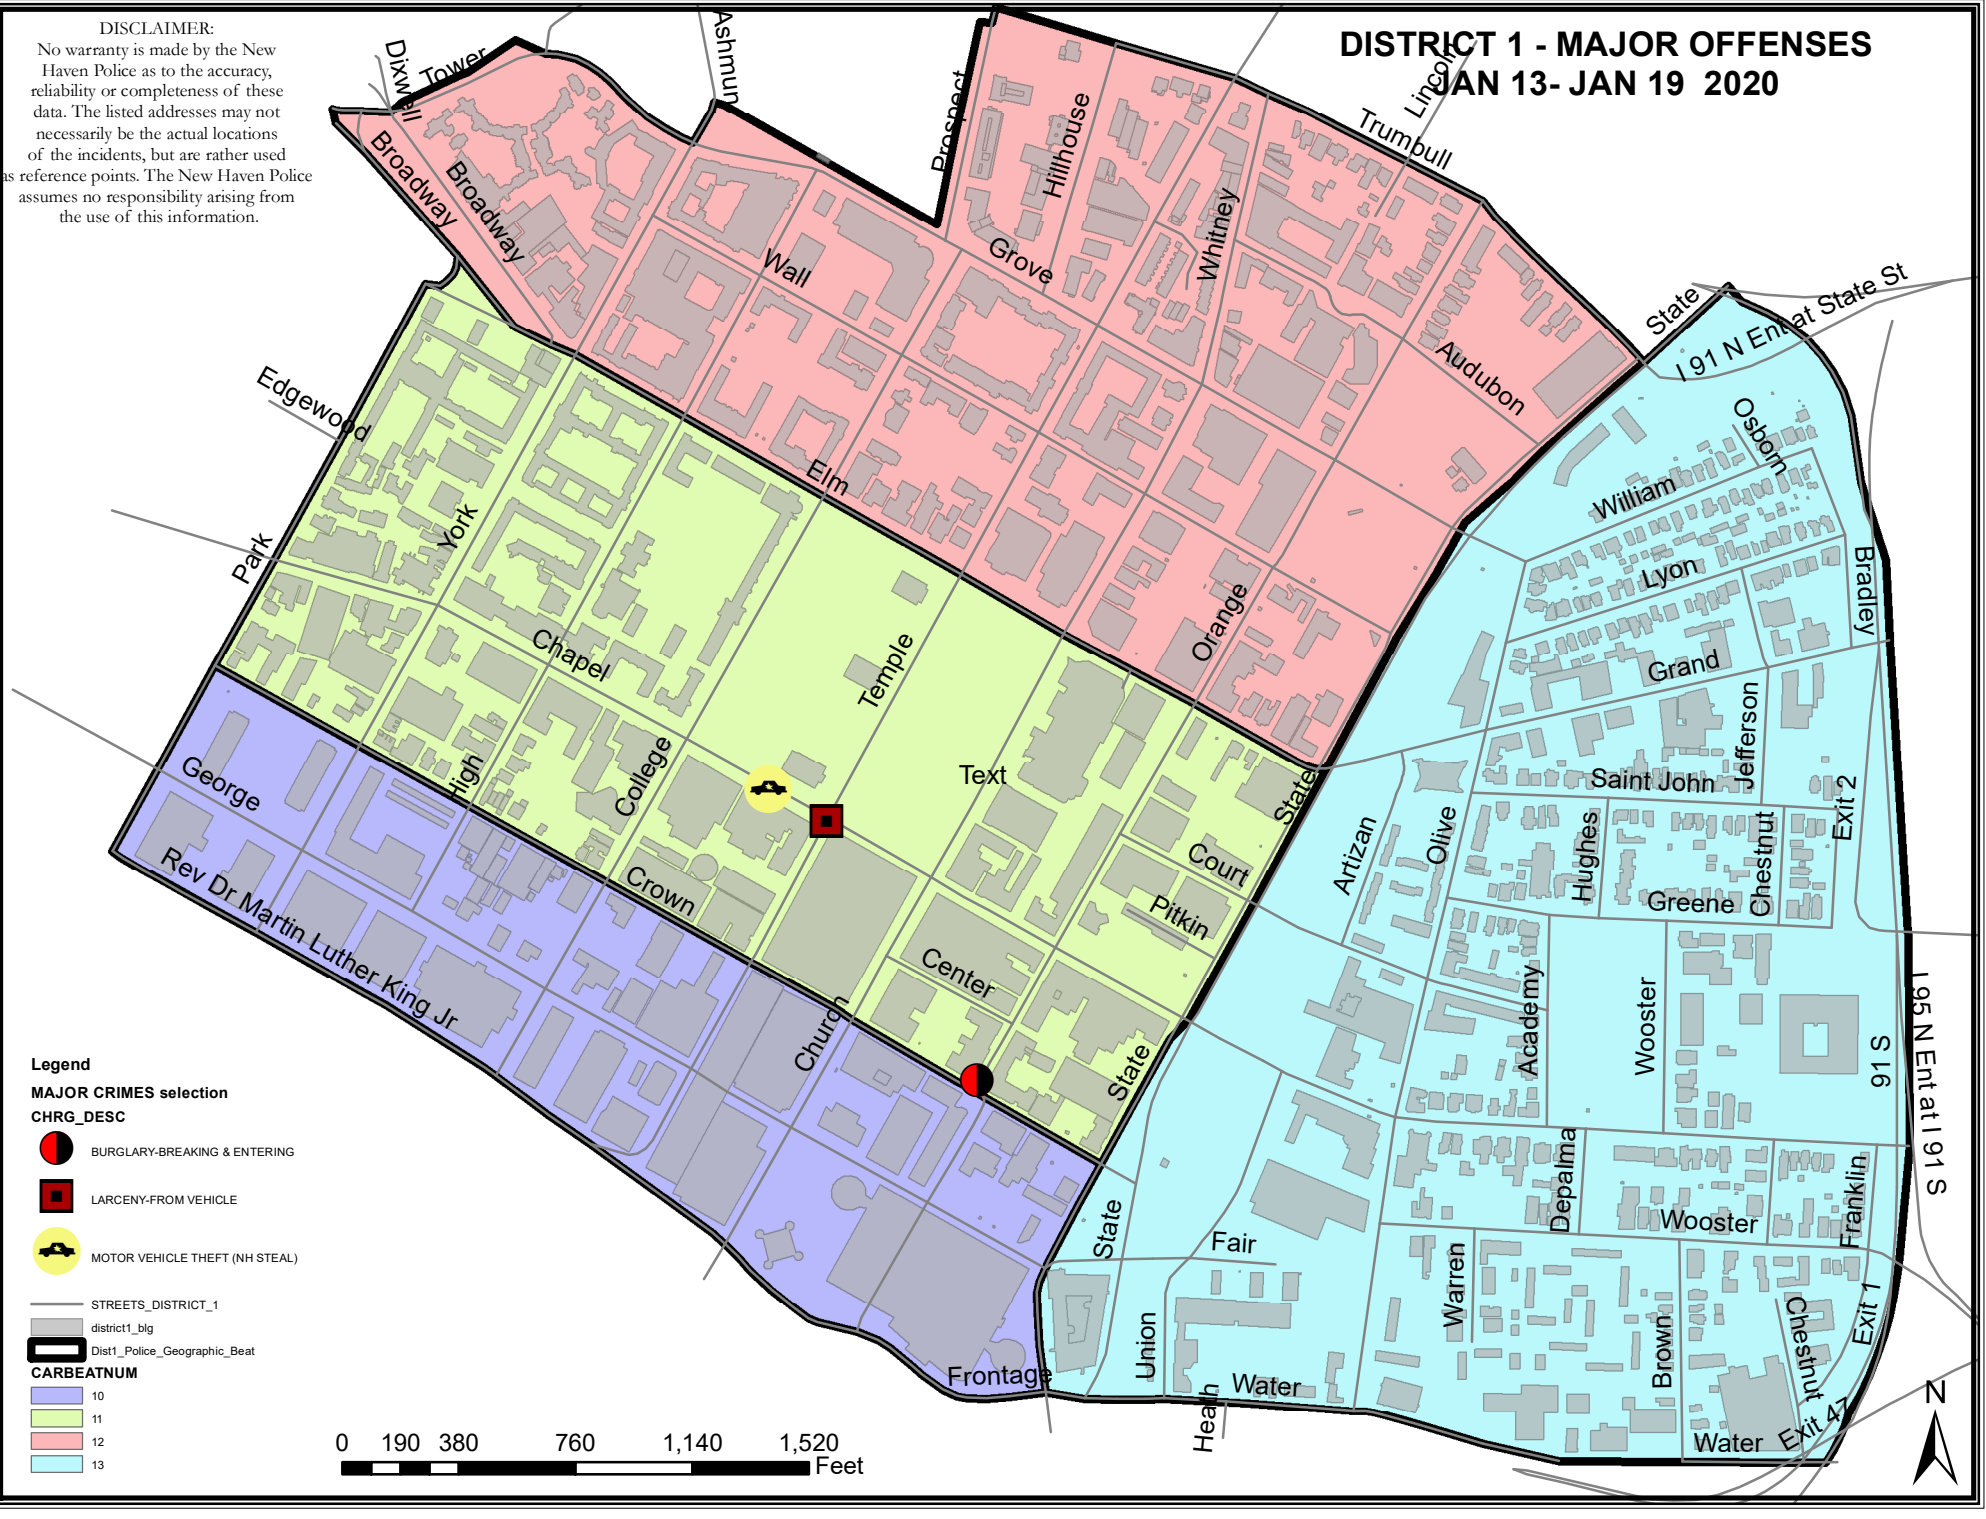 DISCLAIMER:
No warranty is made by the New
Haven Police as to the accuracy,
reliability or completeness of these
data. The listed addresses may not
necessarily be the actual locations
of the incidents, but are rather used
as reference points. The New Haven Police
assumes no responsibility arising from
the use of this information.
DISTRICT 1 - MAJOR OFFENSES
JAN 13- JAN 19 2020
Dixwell
Tower
Ashmun
Prospect
Hillhouse
Lincoln
Trumbull
Broadway
Broadway
Whitney
Wall
Grove
State
I 91 N Ent at State St
Audubon
Edgewood
Osborn
Elm
William
York
Park
Lyon
Bradley
Orange
Chapel
Temple
Grand
Jefferson
High
College
Text
State
Saint John
Exit 2
George
Artizan
Olive
Hughes
Chestnut
Court
Crown
Greene
Pitkin
Rev Dr Martin Luther King Jr
Center
Church
Academy
Wooster
State
91 S
I 95 N Ent at I 91 S
Depalma
Franklin
State
Wooster
Fair
Warren
Union
Brown
Chestnut
Exit 1
Frontage
Heath
Water
Water
Exit 47
N
Legend
MAJOR CRIMES selection
CHRG_DESC
BURGLARY-BREAKING & ENTERING
LARCENY-FROM VEHICLE
MOTOR VEHICLE THEFT (NH STEAL)
STREETS_DISTRICT_1
district1_blg
Dist1_Police_Geographic_Beat
CARBEATNUM
10
11
12
13
0 190 380 760 1,140 1,520
Feet